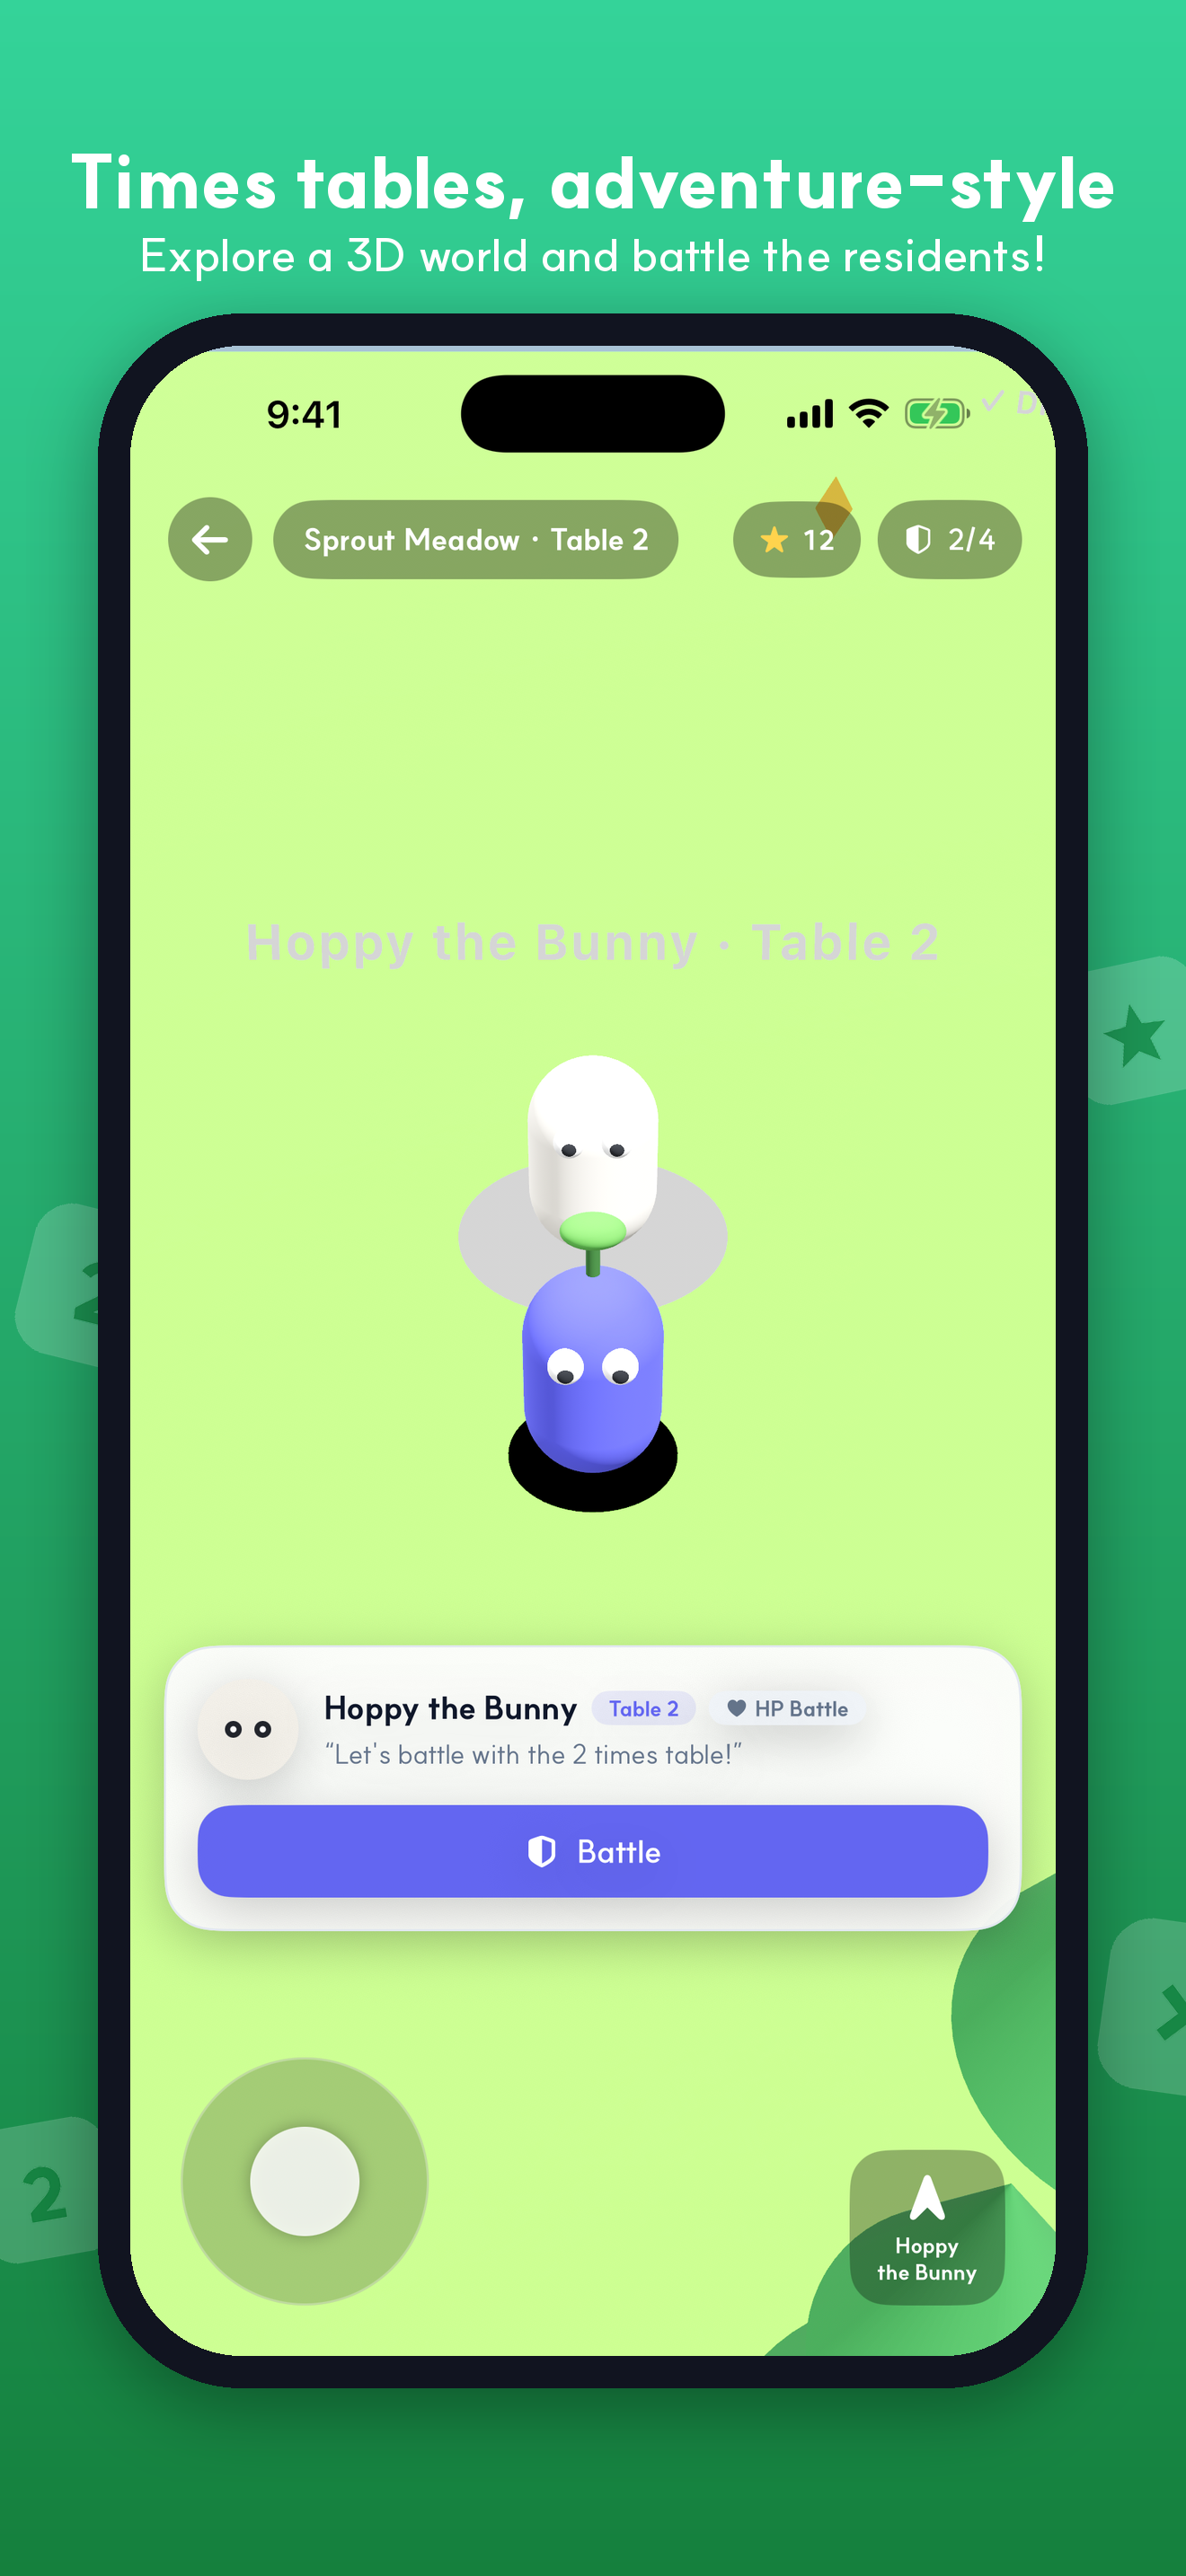 Times tables, adventure-style
Explore a 3D world and battle the residents!
9:41
Sprout Meadow · Table 2
12
2/4
Hoppy the Bunny · Table 2
Hoppy the Bunny
Table 2
HP Battle
“Let's battle with the 2 times table!”
Battle
2
2
Hoppy
the Bunny